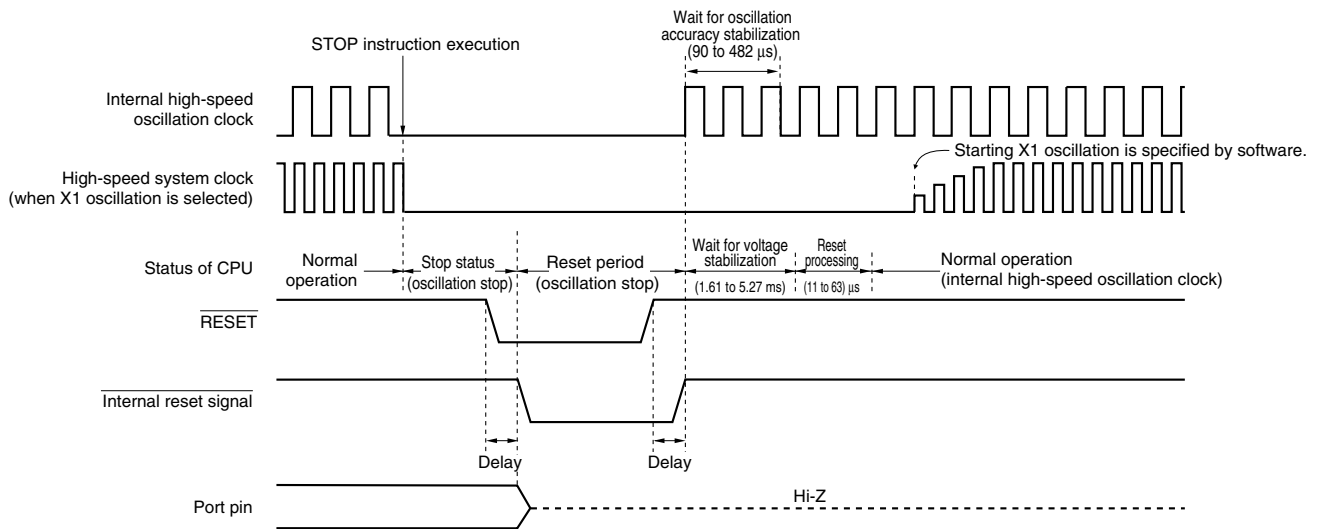 Wait for oscillation
accuracy stabilization
(90 to 482 μs)
STOP instruction execution
Internal high-speed
oscillation clock
Starting X1 oscillation is specified by software.
High-speed system clock
(when X1 oscillation is selected)
Status of CPU
Normal
operation
Stop status
(oscillation stop)
Reset period
(oscillation stop)
Wait for voltage
stabilization
(1.61 to 5.27 ms)
Reset
processing
(11 to 63) μs
Normal operation
(internal high-speed oscillation clock)
RESET
Internal reset signal
Delay
Delay
Port pin
Hi-Z